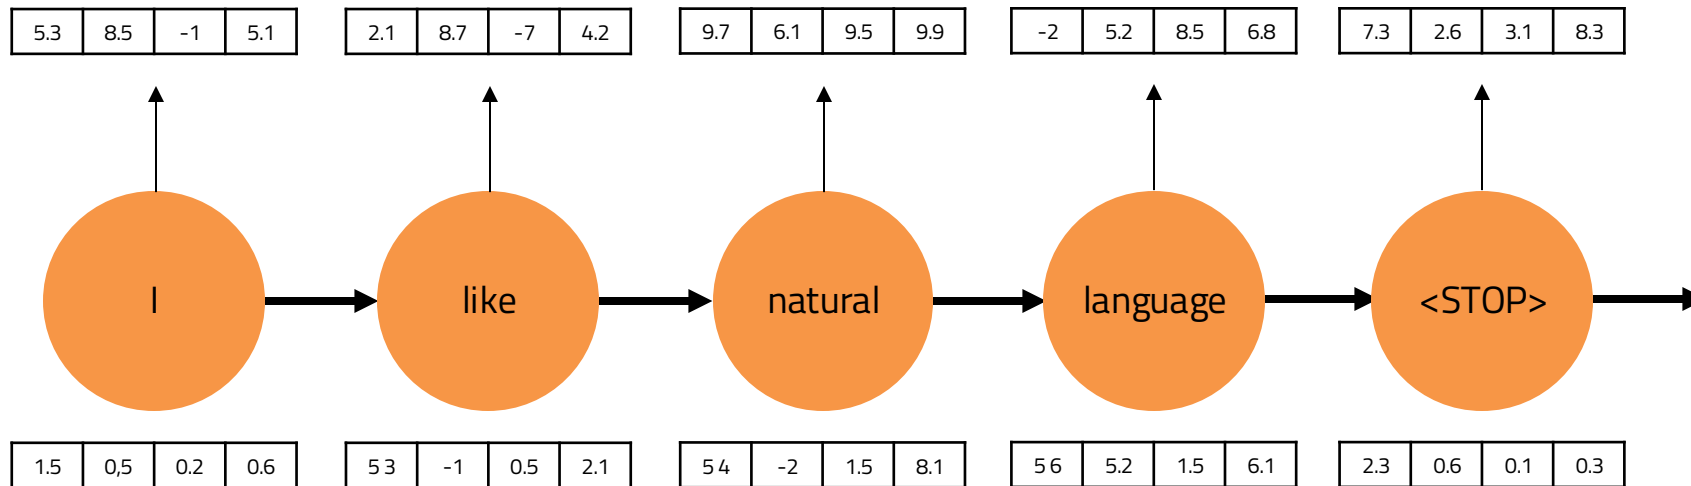 5.3 8.5 -1 5.1 2.1 8.7 -7 4.2 9.7 6.1 9.5 9.9 -2 5.2 8.5 6.8 7.3 2.6 3.1 8.3
I like natural language <STOP>
1.5 0,5 0.2 0.6 5 3 -1 0.5 2.1 5 4 -2 1.5 8.1 5 6 5.2 1.5 6.1 2.3 0.6 0.1 0.3